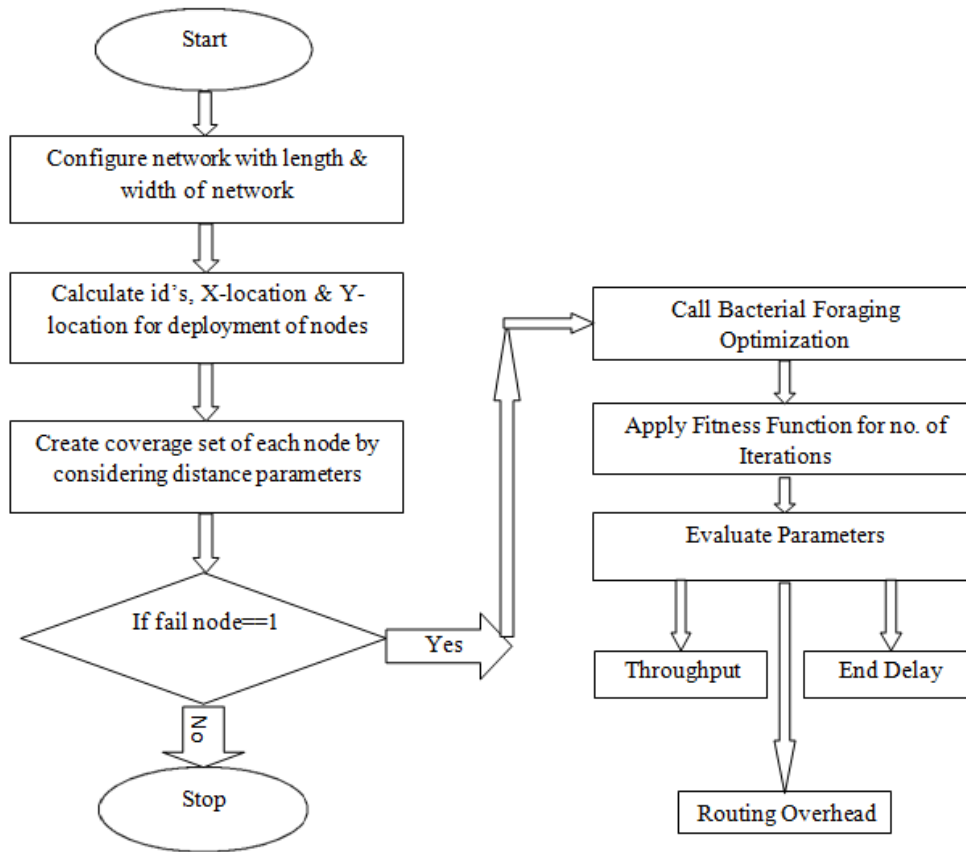 Start
Configure network with length &
width of network
Calculate id’s, X-location & Y-
location for deployment of nodes
Create coverage set of each node by
considering distance parameters
If fail node==1
Yes
No
Stop
Call Bacterial Foraging
Optimization
Apply Fitness Function for no. of
Iterations
Evaluate Parameters
Throughput
End Delay
Routing Overhead